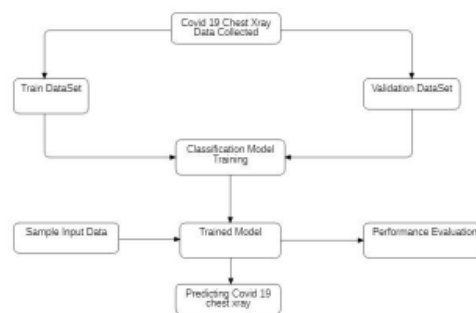 Covid 19 Chest Xray
Data Collected
Train DataSet
Validation DataSet
Classification Model
Training
Sample Input Data
Trained Model
Performance Evaluation
Predicting Covid 19
chest xray